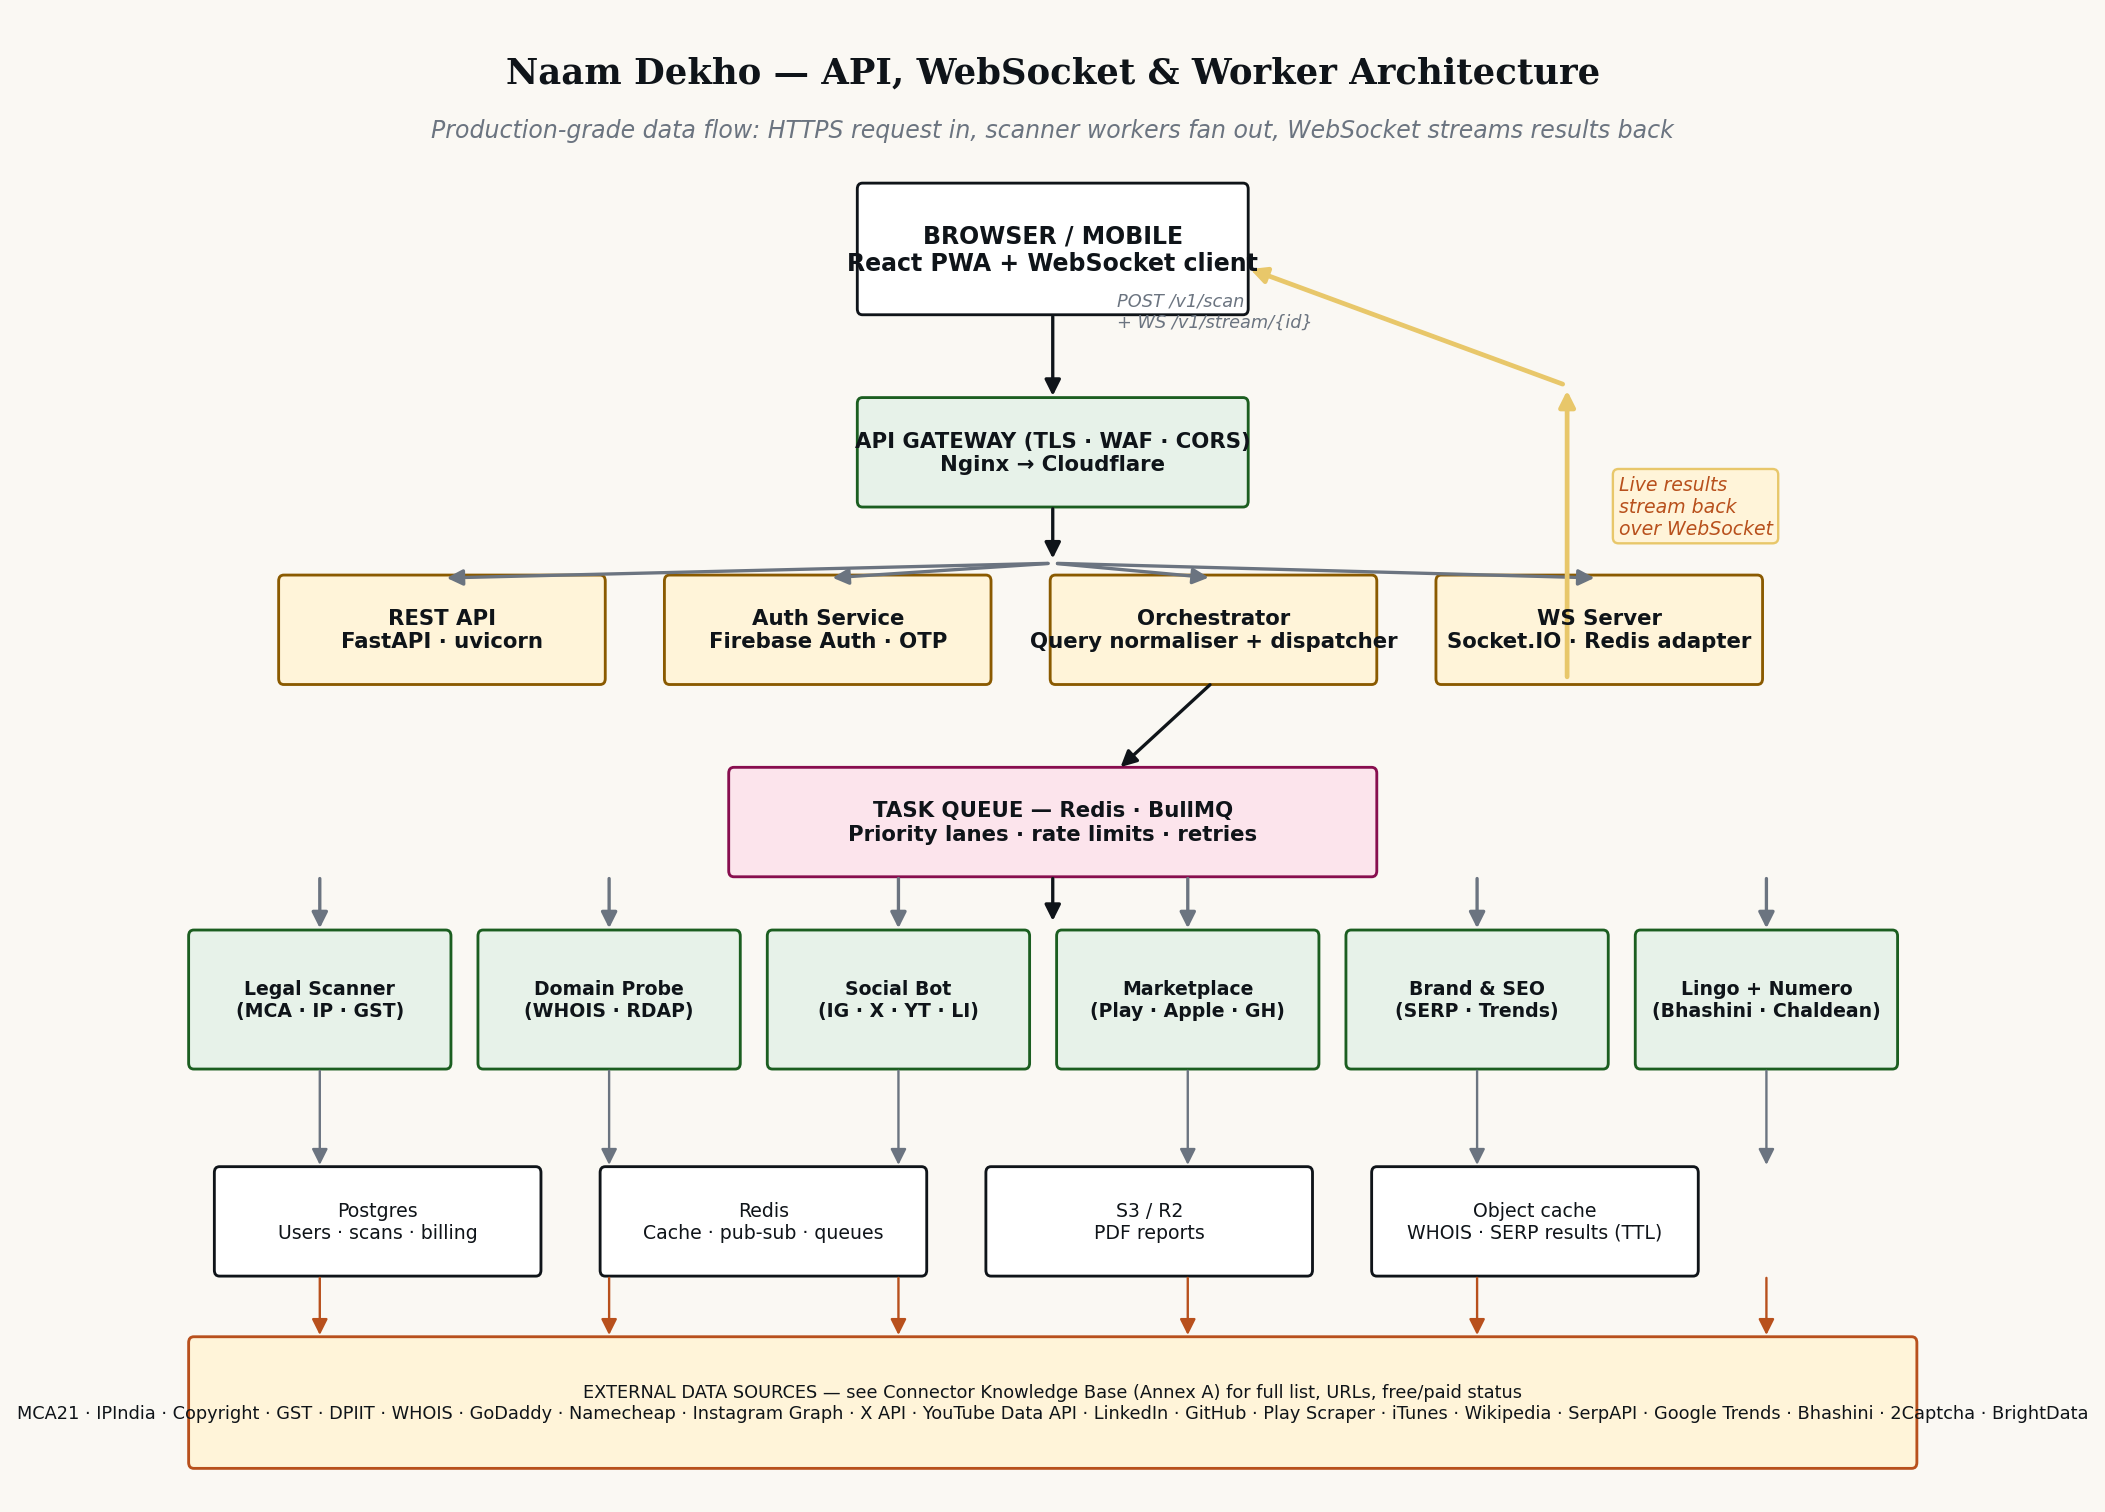 Naam Dekho — API, WebSocket & Worker Architecture
Production-grade data flow: HTTPS request in, scanner workers fan out, WebSocket streams results back
BROWSER / MOBILE
React PWA + WebSocket client
POST /v1/scan
+ WS /v1/stream/{id}
API GATEWAY (TLS · WAF · CORS)
Nginx → Cloudflare
Live results
stream back
over WebSocket
REST API
FastAPI · uvicorn
Auth Service
Firebase Auth · OTP
Orchestrator
Query normaliser + dispatcher
WS Server
Socket.IO · Redis adapter
TASK QUEUE — Redis · BullMQ
Priority lanes · rate limits · retries
Legal Scanner
(MCA · IP · GST)
Domain Probe
(WHOIS · RDAP)
Social Bot
(IG · X · YT · LI)
Marketplace
(Play · Apple · GH)
Brand & SEO
(SERP · Trends)
Lingo + Numero
(Bhashini · Chaldean)
Postgres
Users · scans · billing
Redis
Cache · pub-sub · queues
S3 / R2
PDF reports
Object cache
WHOIS · SERP results (TTL)
EXTERNAL DATA SOURCES — see Connector Knowledge Base (Annex A) for full list, URLs, free/paid status
MCA21 · IPIndia · Copyright · GST · DPIIT · WHOIS · GoDaddy · Namecheap · Instagram Graph · X API · YouTube Data API · LinkedIn · GitHub · Play Scraper · iTunes · Wikipedia · SerpAPI · Google Trends · Bhashini · 2Captcha · BrightData